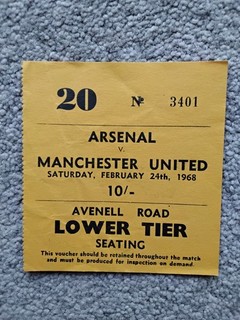 20 No 3401
ARSENAL
v.
MANCHESTER UNITED
SATURDAY, FEBRUARY 24th, 1968
10/-
AVENELL ROAD
LOWER TIER
SEATING
This voucher should be retained throughout the match
and must be produced for inspection on demand.